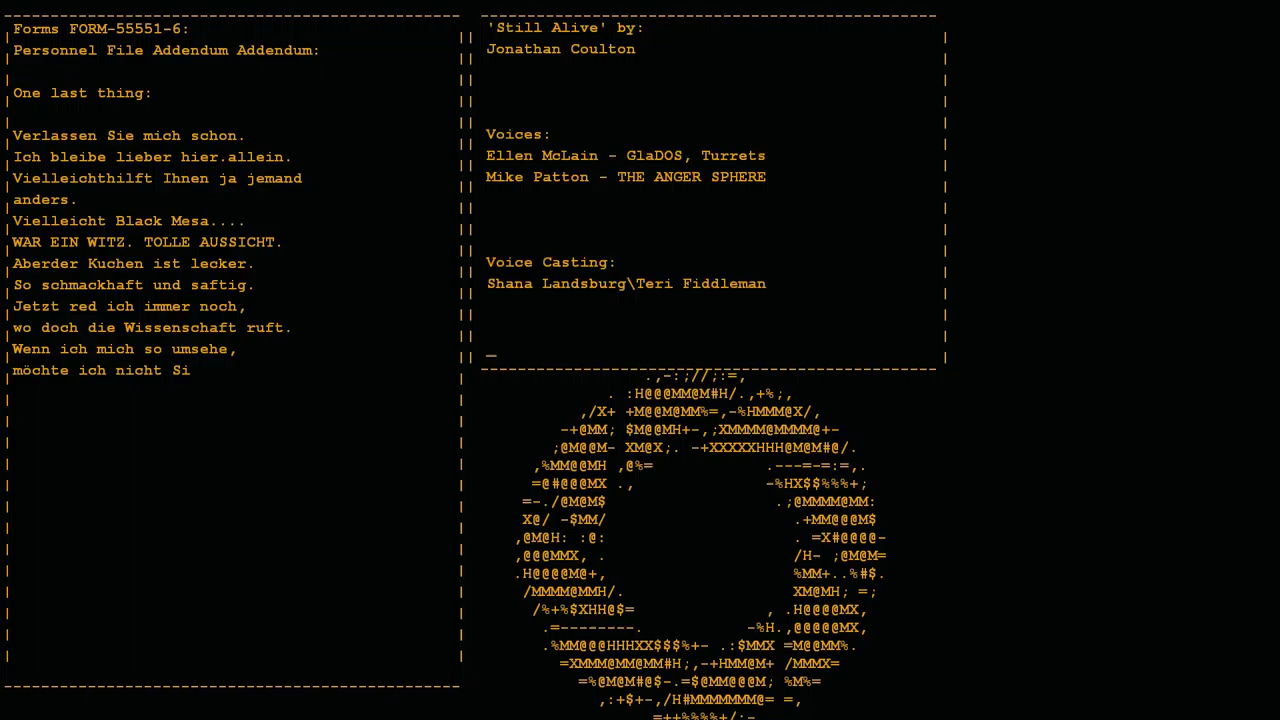 Forms FORM-55551-6:
Personnel File Addendum Addendum:
One last thing:
Verlassen Sie mich schon.
Ich bleibe lieber hier.allein.
Vielleichthilft Ihnen ja jemand
anders.
Vielleicht Black Mesa....
WAR EIN WITZ. TOLLE AUSSICHT.
Aberder Kuchen ist lecker.
So schmackhaft und saftig.
Jetzt red ich immer noch,
wo doch die Wissenschaft ruft.
Wenn ich mich so umsehe,
möchte ich nicht Si
'Still Alive' by:
Jonathan Coulton
Voices:
Ellen McLain - GlaDOS, Turrets
Mike Patton - THE ANGER SPHERE
Voice Casting:
Shana Landsburg\Teri Fiddleman